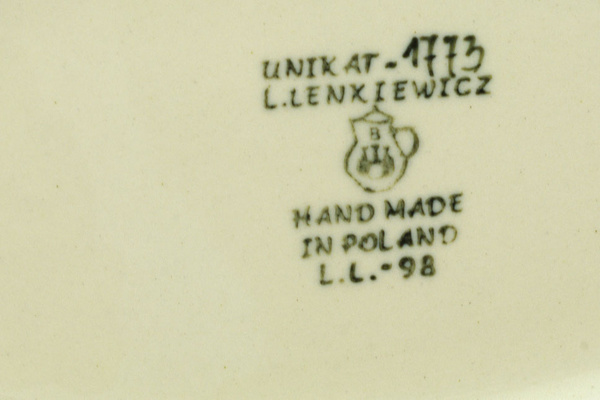 UNIKAT-1773
L.LENKIEWICZ
B
HAND MADE
IN POLAND
L.L.-98